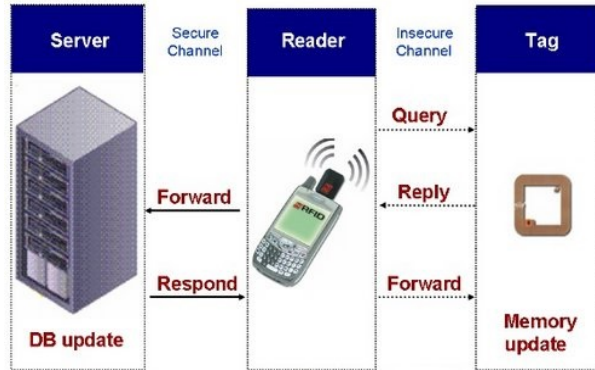 Server
Secure
Channel
Reader
Insecure
Channel
Tag
Query
Forward
Reply
RFID
Respond
Forward
DB update
Memory
update